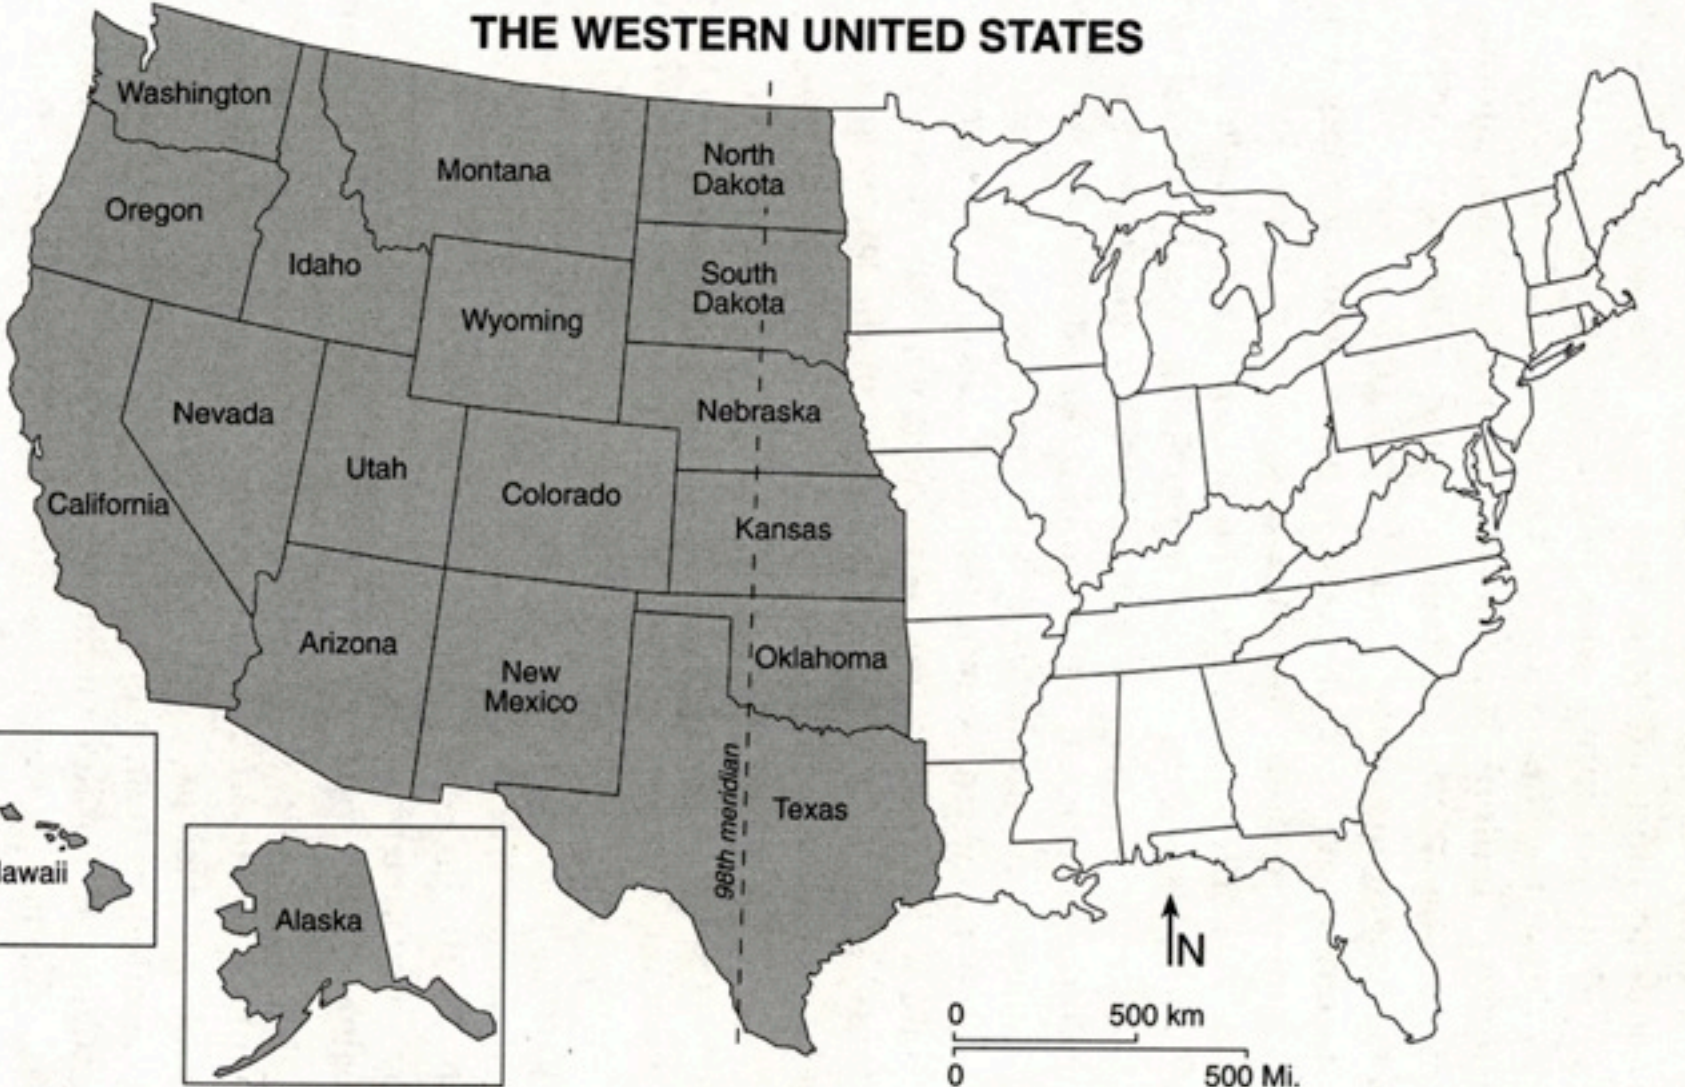 THE WESTERN UNITED STATES
Washington
Montana
North
Dakota
Oregon
Idaho
South
Dakota
Wyoming
Nevada
Nebraska
Utah
Colorado
California
Kansas
Arizona
New
Mexico
Oklahoma
98th meridian
Texas
awaii
Alaska
N
0 500 km
0 500 Mi.